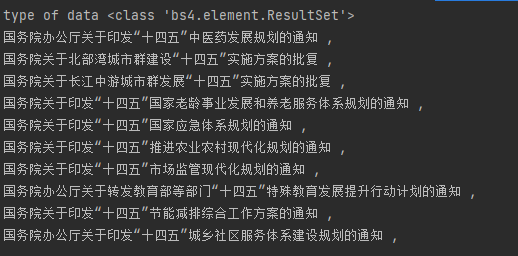 type of data <class 'bs4.element.ResultSet'>
国务院办公厅关于印发“十四五”中医药发展规划的通知 ,
国务院关于北部湾城市群建设“十四五”实施方案的批复 ,
国务院关于长江中游城市群发展“十四五”实施方案的批复 ,
国务院关于印发“十四五”国家老龄事业发展和养老服务体系规划的通知 ,
国务院关于印发“十四五”国家应急体系规划的通知 ,
国务院关于印发“十四五”推进农业农村现代化规划的通知 ,
国务院关于印发“十四五”市场监管现代化规划的通知 ,
国务院办公厅关于转发教育部等部门“十四五”特殊教育发展提升行动计划的通知 ,
国务院关于印发“十四五”节能减排综合工作方案的通知 ,
国务院办公厅关于印发“十四五”城乡社区服务体系建设规划的通知 ,